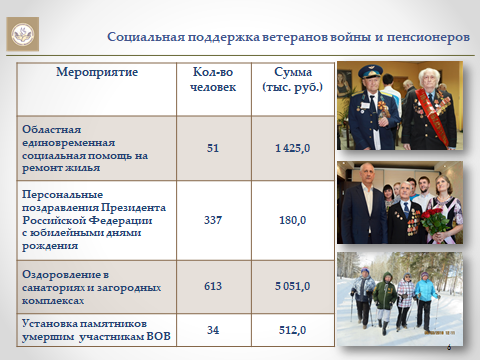 Социальная поддержка ветеранов войны и пенсионеров
Мероприятие
Кол-во
человек
Сумма
(тыс. руб.)
Областная
единовременная
социальная помощь на
ремонт жилья
51
1 425,0
Персональные
поздравления Президента
Российской Федерации
с юбилейными днями
рождения
337
180,0
Оздоровление в
санаториях и загородных
комплексах
613
5 051,0
Установка памятников
умершим участникам ВОВ
34
512,0
6